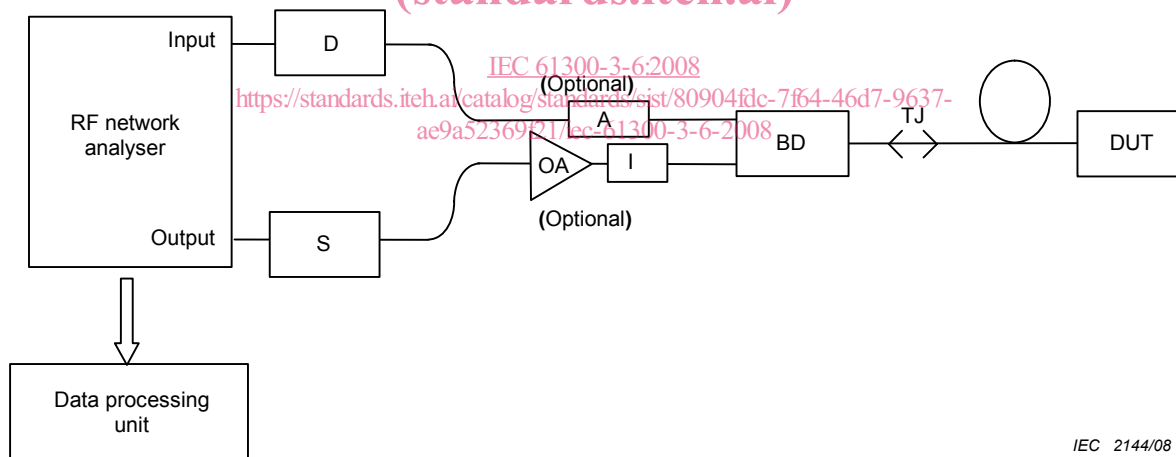 (standards.iteh.ai)
Input
D
IEC 61300-3-6:2008
(Optional)
https://standards.iteh.ai/catalog/standards/sist/80904fdc-7f64-46d7-9637-
ae9a52369f21/iec-61300-3-6-2008
A
RF network
analyser
TJ
BD
DUT
OA
I
(Optional)
Output
S
Data processing
unit
IEC 2144/08